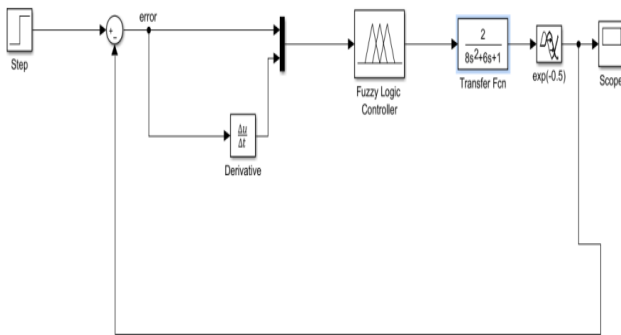 error
+
−
Step
Δu
Δt
Derivative
Fuzzy Logic
Controller
2
8s²+6s+1
Transfer Fcn
exp(-0.5)
Scope